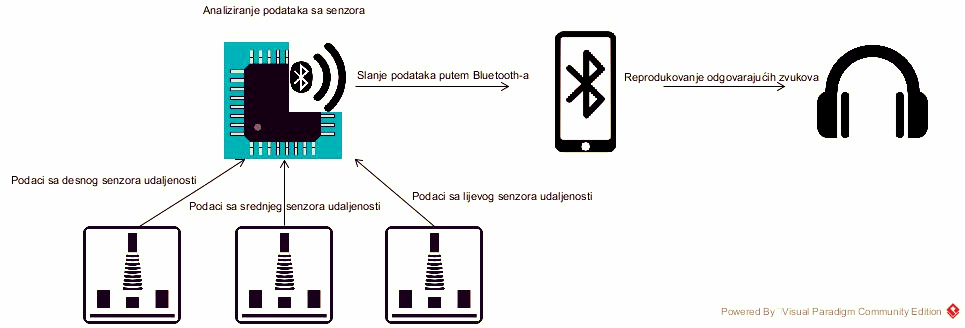 Analiziranje podataka sa senzora
Slanje podataka putem Bluetooth-a
Reprodukovanje odgovarajućih zvukova
Podaci sa desnog senzora udaljenosti
Podaci sa srednjeg senzora udaljenosti
Podaci sa lijevog senzora udaljenosti
Powered By Visual Paradigm Community Edition